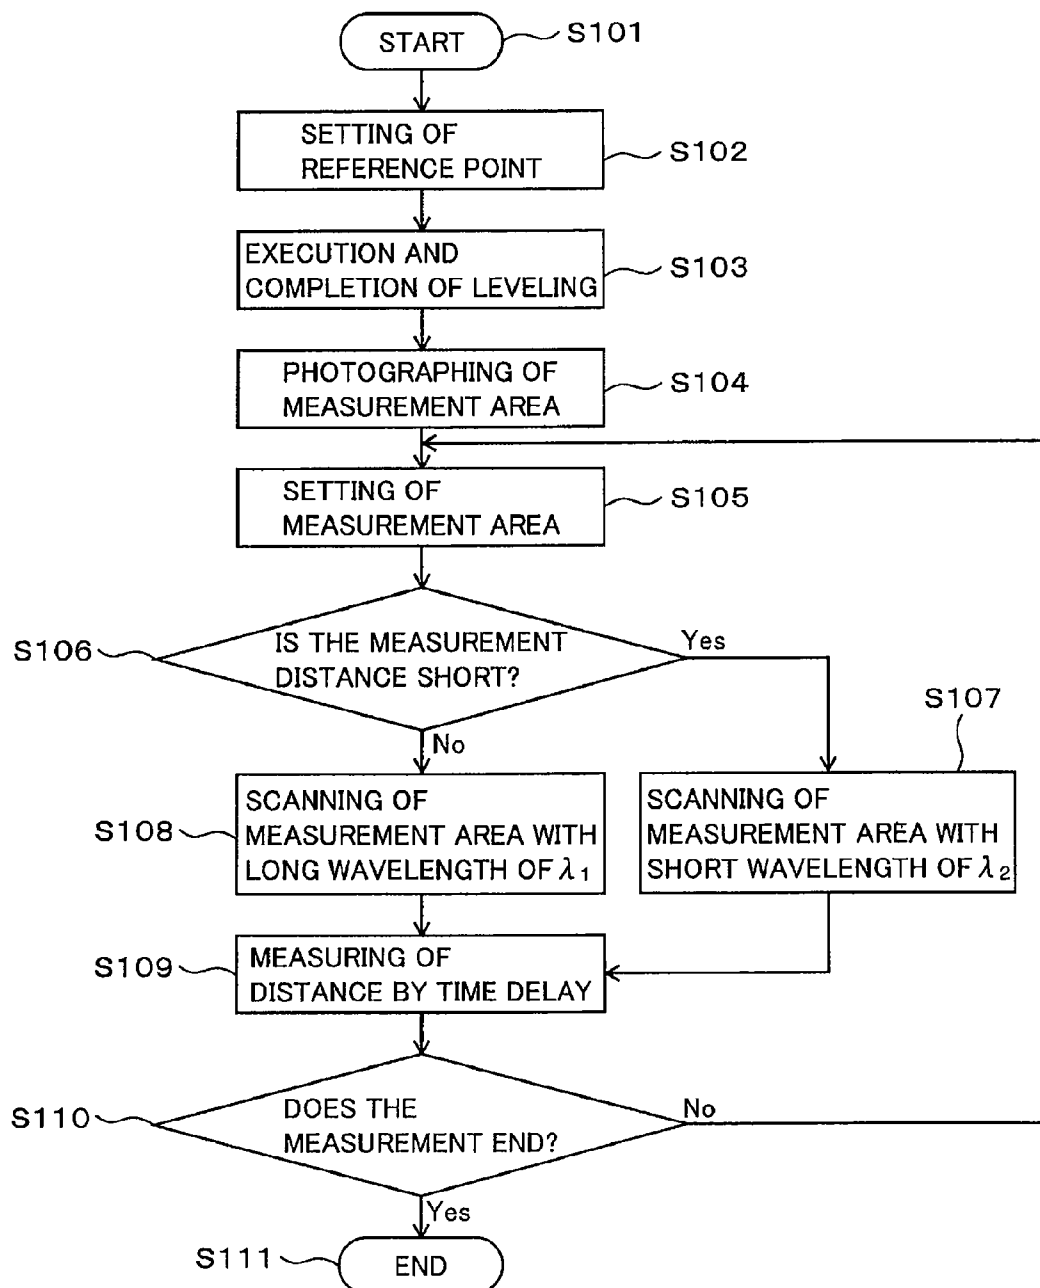 START
S101
SETTING OF
REFERENCE POINT
S102
EXECUTION AND
COMPLETION OF LEVELING
S103
PHOTOGRAPHING OF
MEASUREMENT AREA
S104
SETTING OF
MEASUREMENT AREA
S105
S106
IS THE MEASUREMENT
DISTANCE SHORT?
Yes
No
S107
S108
SCANNING OF
MEASUREMENT AREA WITH
LONG WAVELENGTH OF λ₁
SCANNING OF
MEASUREMENT AREA WITH
SHORT WAVELENGTH OF λ₂
S109
MEASURING OF
DISTANCE BY TIME DELAY
S110
DOES THE
MEASUREMENT END?
No
Yes
S111
END